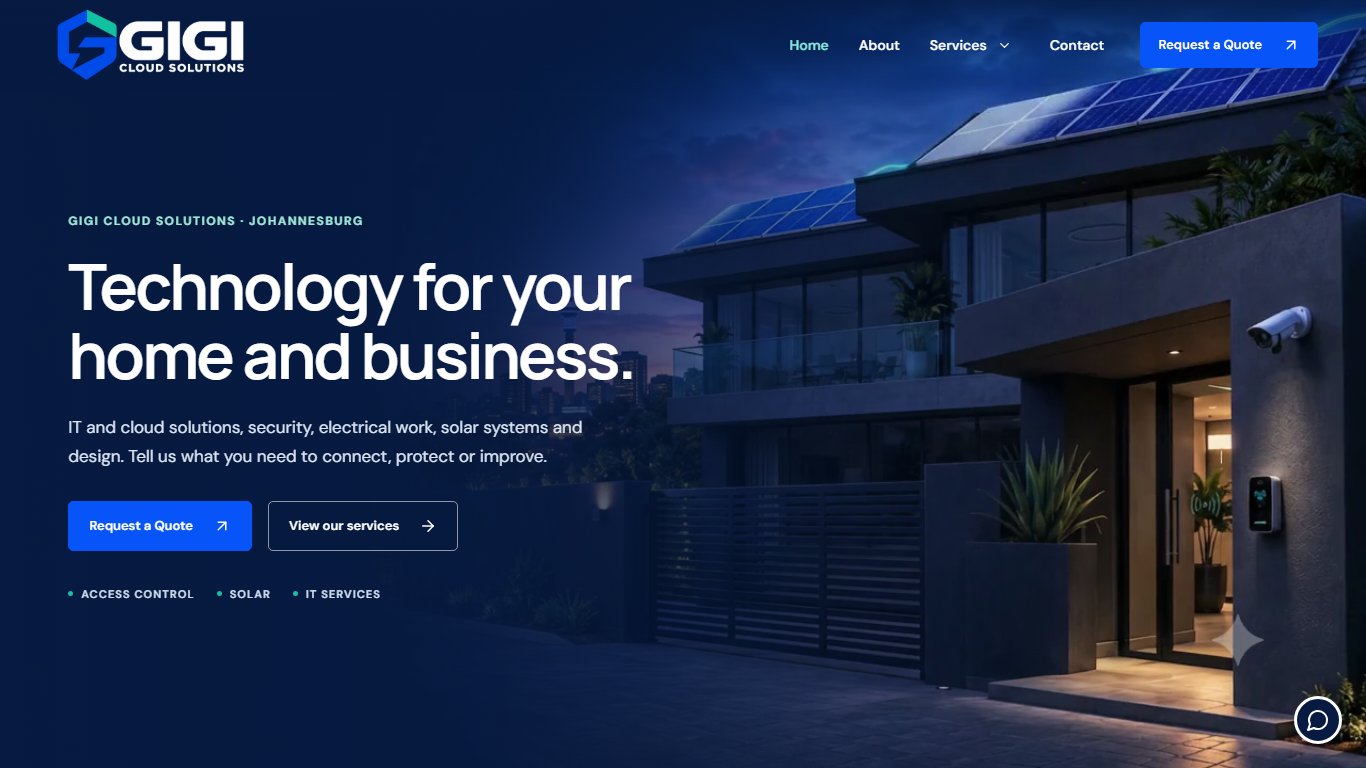 GIGI
CLOUD SOLUTIONS
Home
About
Services
Contact
Request a Quote
GIGI CLOUD SOLUTIONS · JOHANNESBURG
Technology for your
home and business.
IT and cloud solutions, security, electrical work, solar systems and
design. Tell us what you need to connect, protect or improve.
Request a Quote
View our services
ACCESS CONTROL
SOLAR
IT SERVICES